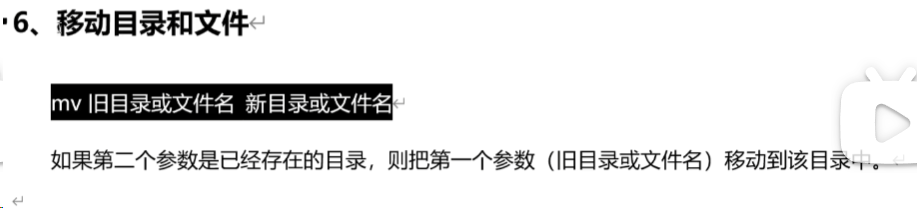 6、移动目录和文件
mv 旧目录或文件名 新目录或文件名
如果第二个参数是已经存在的目录，则把第一个参数（旧目录或文件名）移动到该目录中。